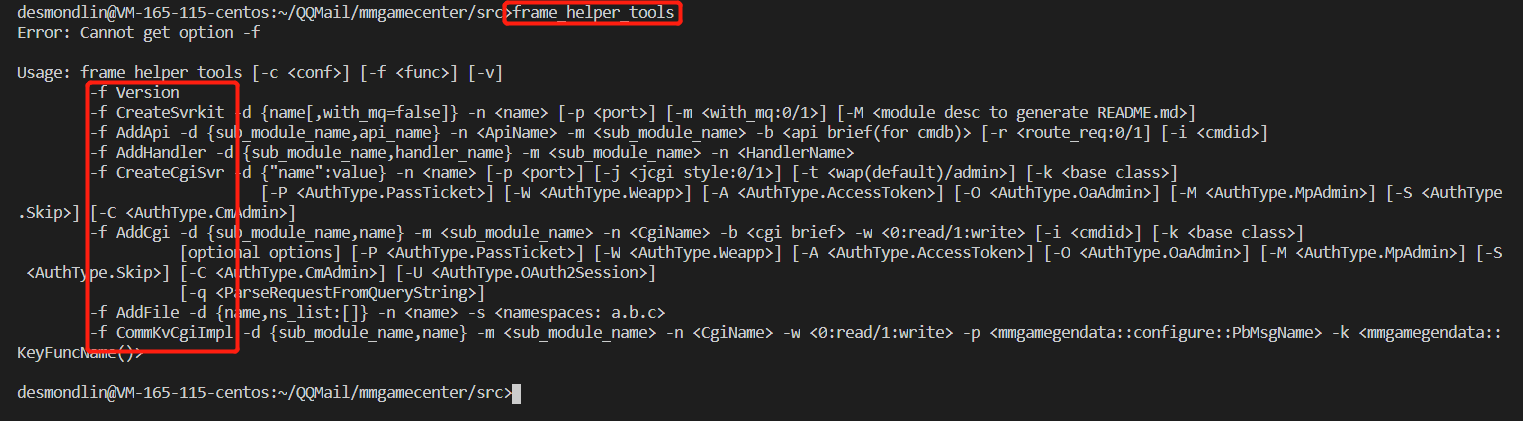 desmondlin@VM-165-115-centos:~/QQMail/mmgamecenter/src>frame_helper_tools
Error: Cannot get option -f
Usage: frame helper tools [-c <conf>] [-f <func>] [-v]
-f Version
-f CreateSvrkit -d {name[,with_mq=false]} -n <name> [-p <port>] [-m <with_mq:0/1>] [-M <module desc to generate README.md>]
-f AddApi -d {sub_module_name,api_name} -n <ApiName> -m <sub_module_name> -b <api brief(for cmdb)> [-r <route_req:0/1] [-i <cmdid>]
-f AddHandler -d {sub_module_name,handler_name} -m <sub_module_name> -n <HandlerName>
-f CreateCgiSvr -d {"name":value} -n <name> [-p <port>] [-j <jcgi style:0/1>] [-t <wap(default)/admin>] [-k <base class>]
[-P <AuthType.PassTicket>] [-W <AuthType.Weapp>] [-A <AuthType.AccessToken>] [-O <AuthType.OaAdmin>] [-M <AuthType.MpAdmin>] [-S <AuthType
.Skip>] [-C <AuthType.CmAdmin>]
-f AddCgi -d {sub_module_name,name} -m <sub_module_name> -n <CgiName> -b <cgi brief> -w <0:read/1:write> [-i <cmdid>] [-k <base class>]
[optional options] [-P <AuthType.PassTicket>] [-W <AuthType.Weapp>] [-A <AuthType.AccessToken>] [-O <AuthType.OaAdmin>] [-M <AuthType.MpAdmin>] [-S
<AuthType.Skip>] [-C <AuthType.CmAdmin>] [-U <AuthType.OAuth2Session>]
[-q <ParseRequestFromQueryString>]
-f AddFile -d {name,ns_list:[]} -n <name> -s <namespaces: a.b.c>
-f CommKvCgiImpl -d {sub_module_name,name} -m <sub_module_name> -n <CgiName> -w <0:read/1:write> -p <mmgamegendata::configure::PbMsgName> -k <mmgamegendata::
KeyFuncName()>
desmondlin@VM-165-115-centos:~/QQMail/mmgamecenter/src>